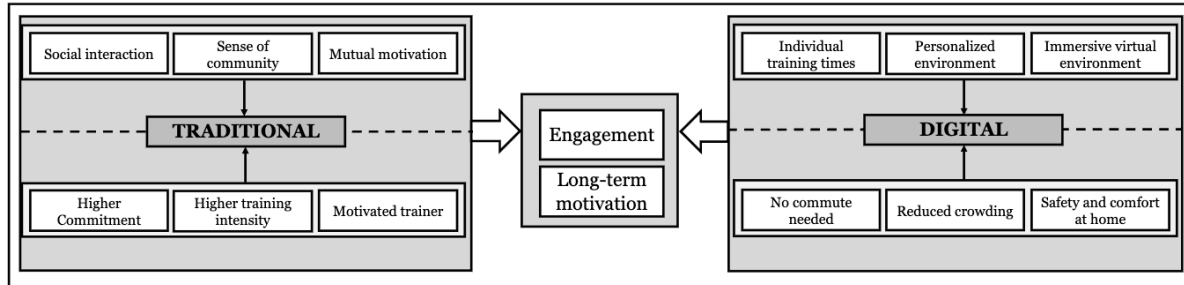 Social interaction
Sense of
community
Mutual motivation
TRADITIONAL
Higher
Commitment
Higher training
intensity
Motivated trainer
Engagement
Long-term
motivation
Individual
training times
Personalized
environment
Immersive virtual
environment
DIGITAL
No commute
needed
Reduced crowding
Safety and comfort
at home